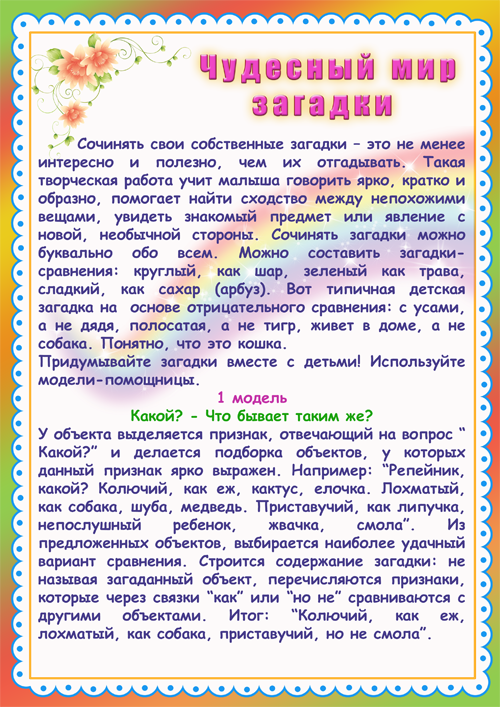 Чудесный мир
загадки
Сочинять свои собственные загадки – это не менее
интересно и полезно, чем их отгадывать. Такая
творческая работа учит малыша говорить ярко, кратко и
образно, помогает найти сходство между непохожими
вещами, увидеть знакомый предмет или явление с
новой, необычной стороны. Сочинять загадки можно
буквально обо всем. Можно составить загадки-
сравнения: круглый, как шар, зеленый как трава,
сладкий, как сахар (арбуз). Вот типичная детская
загадка на основе отрицательного сравнения: с усами,
а не дядя, полосатая, а не тигр, живет в доме, а не
собака. Понятно, что это кошка.
Придумывайте загадки вместе с детьми! Используйте
модели-помощницы.
1 модель
Какой? - Что бывает таким же?
У объекта выделяется признак, отвечающий на вопрос “
Какой?” и делается подборка объектов, у которых
данный признак ярко выражен. Например: “Репейник,
какой? Колючий, как еж, кактус, елочка. Лохматый,
как собака, шуба, медведь. Приставучий, как липучка,
непослушный ребенок, жвачка, смола”. Из
предложенных объектов, выбирается наиболее удачный
вариант сравнения. Строится содержание загадки: не
называя загаданный объект, перечисляются признаки,
которые через связки “как” или “но не” сравниваются с
другими объектами. Итог: “Колючий, как еж,
лохматый, как собака, приставучий, но не смола”.